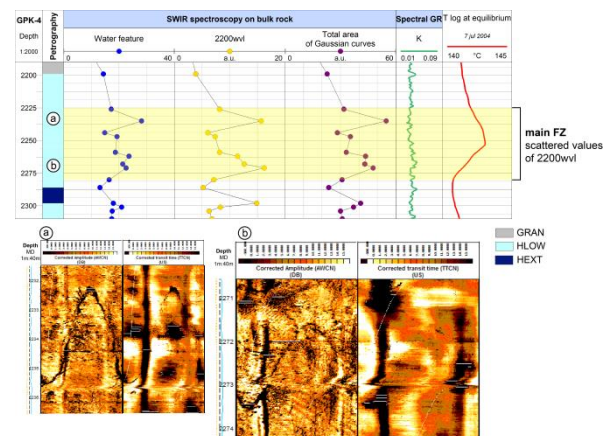 GPK-4
Depth
1:2000
Petrography
SWIR spectroscopy on bulk rock
Water feature
0 40
2200wvl
0 a.u. 20
Total area
of Gaussian curves
0 a.u. 60
Spectral GR
K
0.01 0.09
T log at equilibrium
7 jul 2004
140 °C 145
2200
2225
2250
2275
2300
a
b
main FZ
scattered values
of 2200wvl
GRAN
HLOW
HEXT
a
Depth
MD
1m:40m
Corrected Amplitude (AWCN)
(DB)
Corrected transit time (TTCN)
(US)
b
Depth
MD
1m:40m
Corrected Amplitude (AWCN)
(DB)
Corrected transit time (TTCN)
(US)
2271
2272
2273
2274